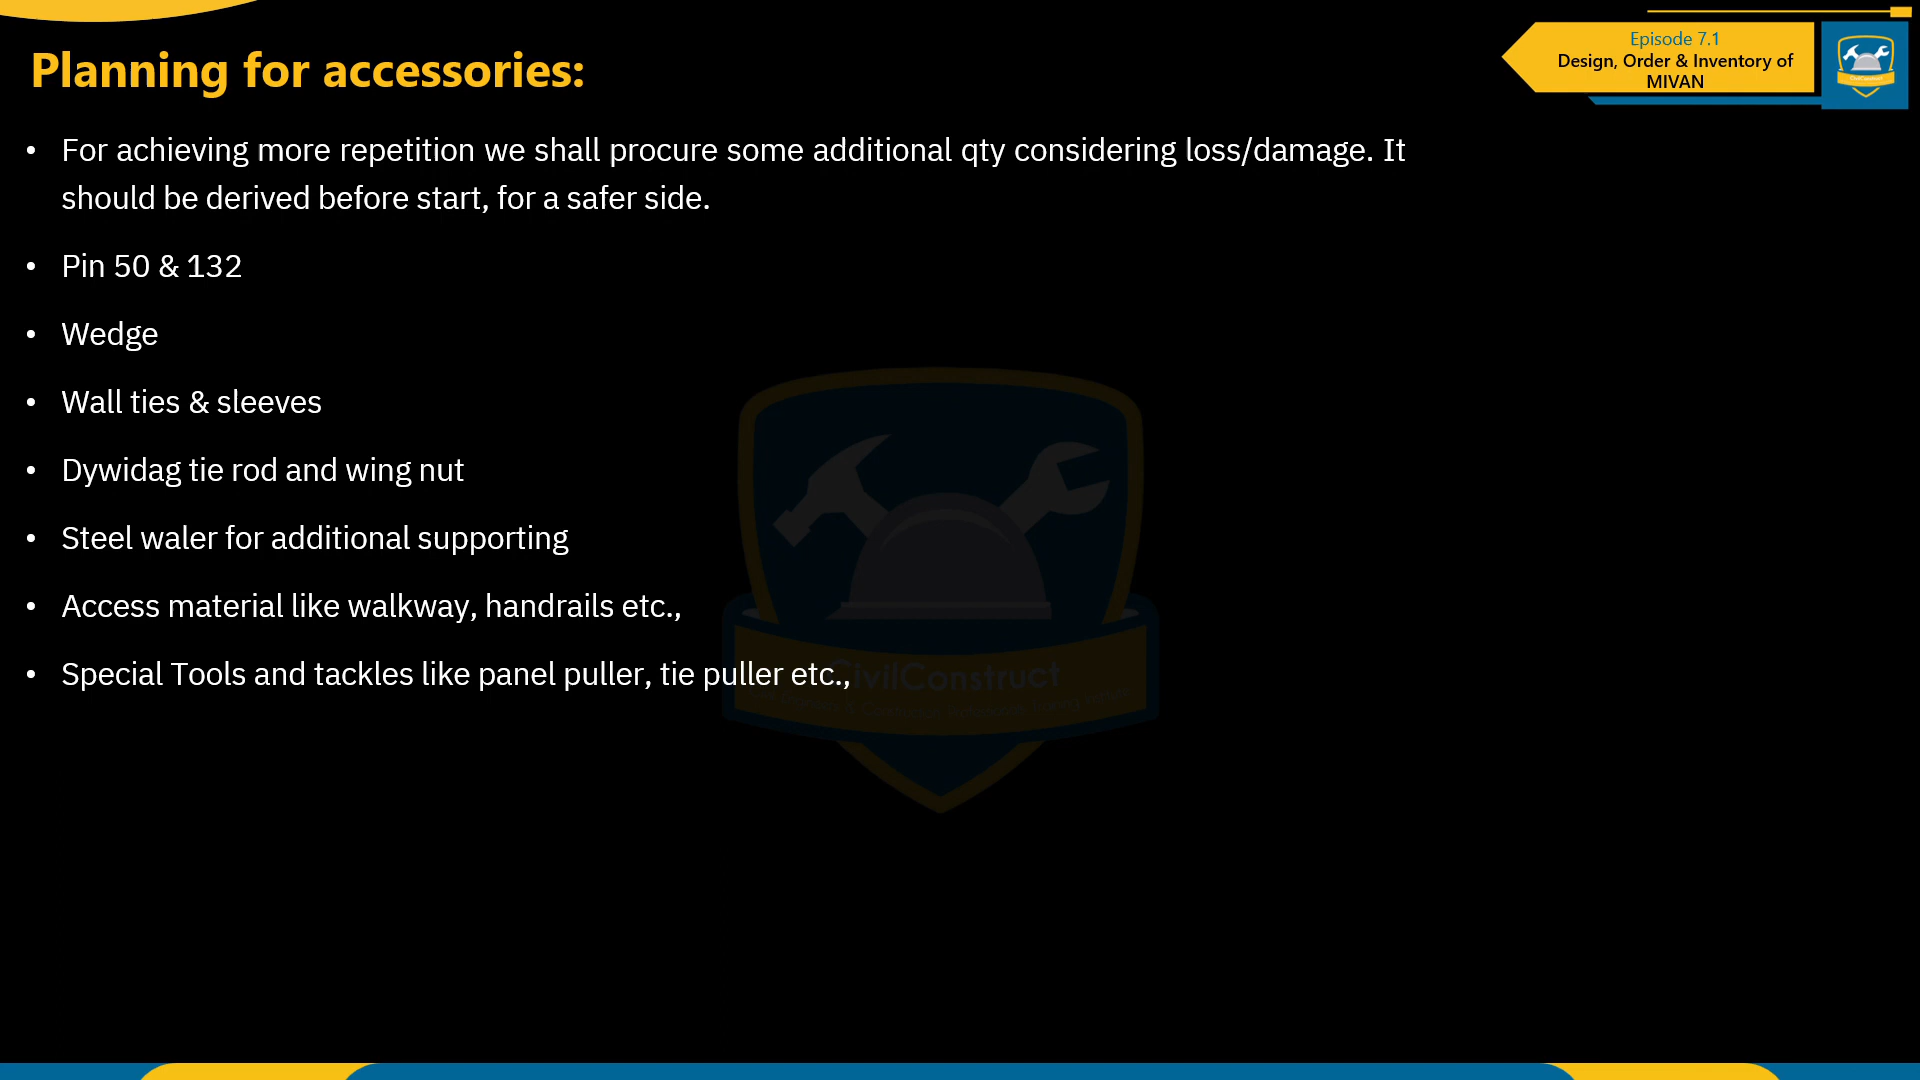 Episode 7.1
Design, Order & Inventory of
MIVAN
Planning for accessories:
• For achieving more repetition we shall procure some additional qty considering loss/damage. It
should be derived before start, for a safer side.
• Pin 50 & 132
• Wedge
• Wall ties & sleeves
• Dywidag tie rod and wing nut
• Steel waler for additional supporting
• Access material like walkway, handrails etc.,
• Special Tools and tackles like panel puller, tie puller etc.,
CivilConstruct